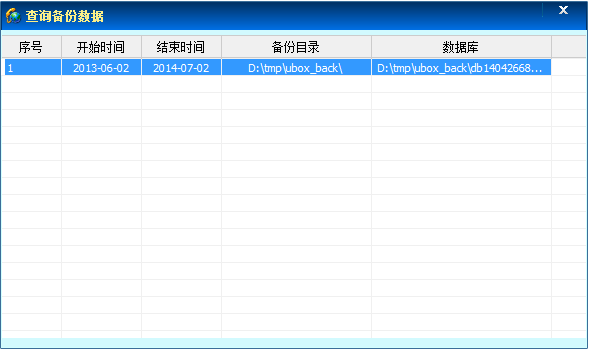 查询备份数据
X
序号 开始时间 结束时间 备份目录 数据库
1 2013-06-02 2014-07-02 D:\tmp\ubox_back\ D:\tmp\ubox_back\db14042668...